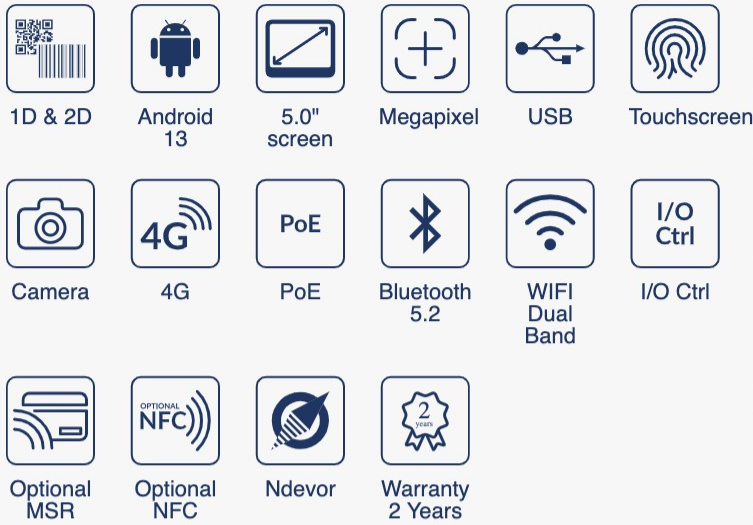 1D & 2D
Android
13
5.0"
screen
Megapixel
USB
Touchscreen
4G
PoE
I/O
Ctrl
Camera
4G
PoE
Bluetooth
5.2
WIFI
Dual
Band
I/O Ctrl
OPTIONAL
NFC
2
years
Optional
MSR
Optional
NFC
Ndevor
Warranty
2 Years